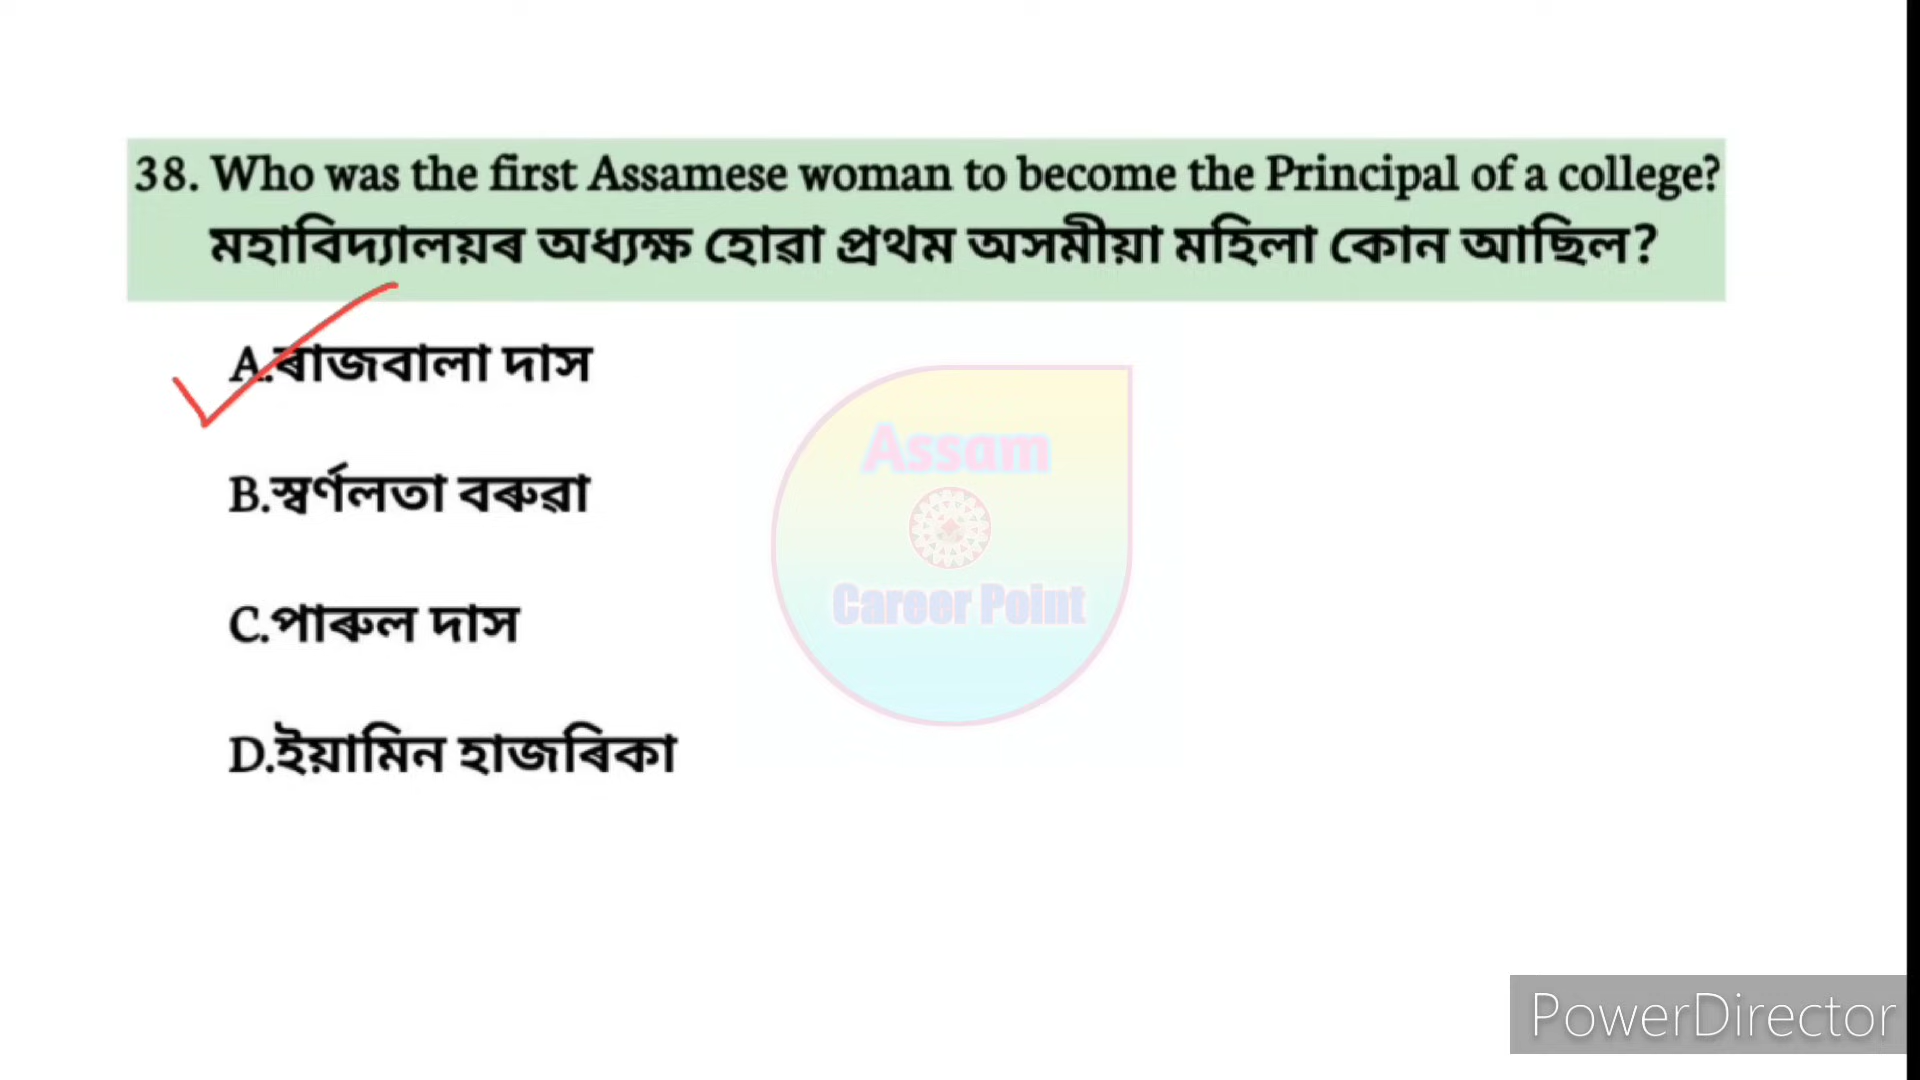 38. Who was the first Assamese woman to become the Principal of a college?
মহাবিদ্যালয়ৰ অধ্যক্ষ হোৱা প্ৰথম অসমীয়া মহিলা কোন আছিল?
A.ৰাজবালা দাস
B.স্বৰ্ণলতা বৰুৱা
C.পাৰুল দাস
D.ইয়ামিন হাজৰিকা
Assam
Career Point
PowerDirector